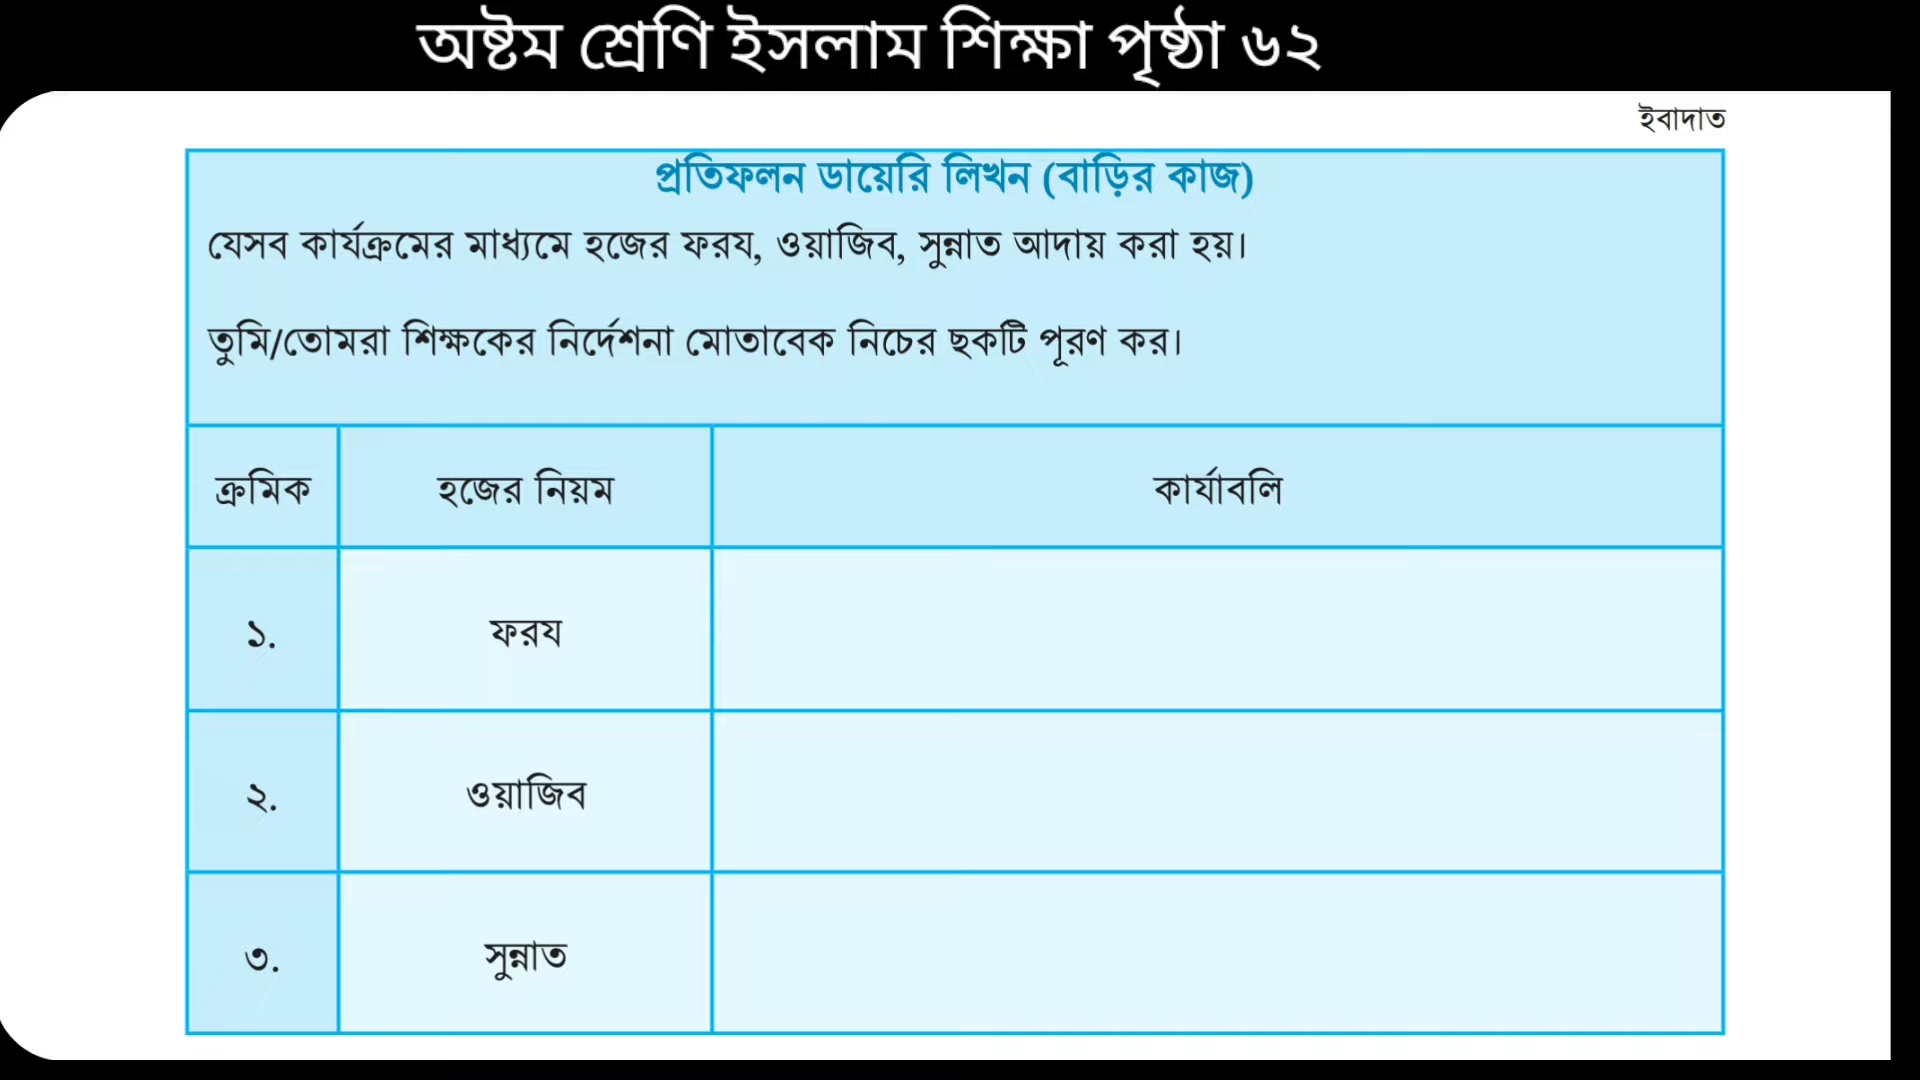 অষ্টম শ্রেণি ইসলাম শিক্ষা পৃষ্ঠা ৬২
ইবাদাত
প্রতিফলন ডায়েরি লিখন (বাড়ির কাজ)
যেসব কার্যক্রমের মাধ্যমে হজের ফরয, ওয়াজিব, সুন্নাত আদায় করা হয়।
তুমি/তোমরা শিক্ষকের নির্দেশনা মোতাবেক নিচের ছকটি পূরণ কর।
ক্রমিক হজের নিয়ম কার্যাবলি
১. ফরয
২. ওয়াজিব
৩. সুন্নাত